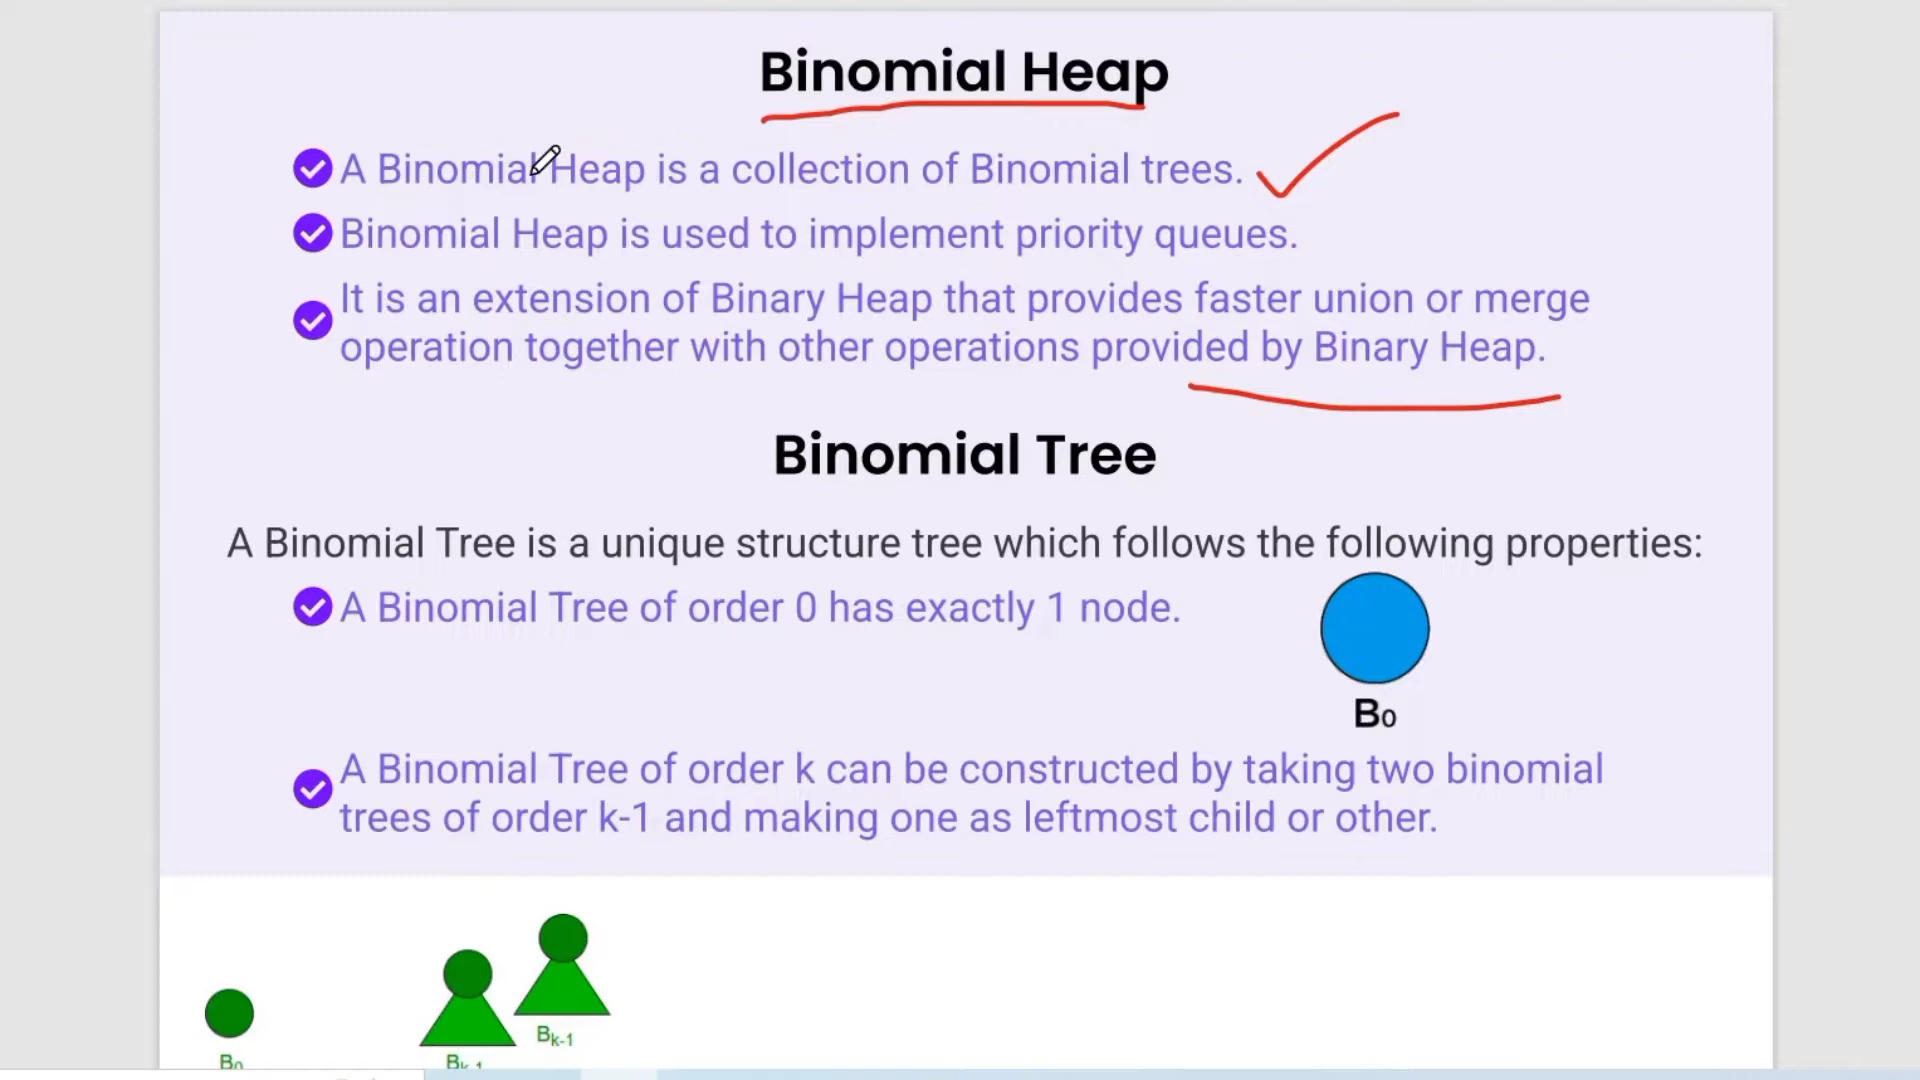 Binomial Heap
A Binomial Heap is a collection of Binomial trees.
Binomial Heap is used to implement priority queues.
It is an extension of Binary Heap that provides faster union or merge
operation together with other operations provided by Binary Heap.
Binomial Tree
A Binomial Tree is a unique structure tree which follows the following properties:
A Binomial Tree of order 0 has exactly 1 node.
B₀
A Binomial Tree of order k can be constructed by taking two binomial
trees of order k-1 and making one as leftmost child or other.
Bₖ₋₁
B₀
Bₖ₋₁